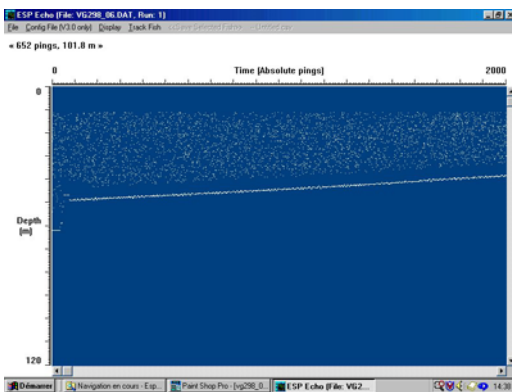 ESP Echo (File: VG298_06.DAT, Run: 1)
File Config File (V3.0 only) Display Track Fish
« 652 pings, 101.8 m »
Time (Absolute pings)
0 2000
0
Depth
(m)
120
Démarrer Navigation en cours - Esp... Paint Shop Pro - [vg298_0... ESP Echo (File: VG2... 14:38